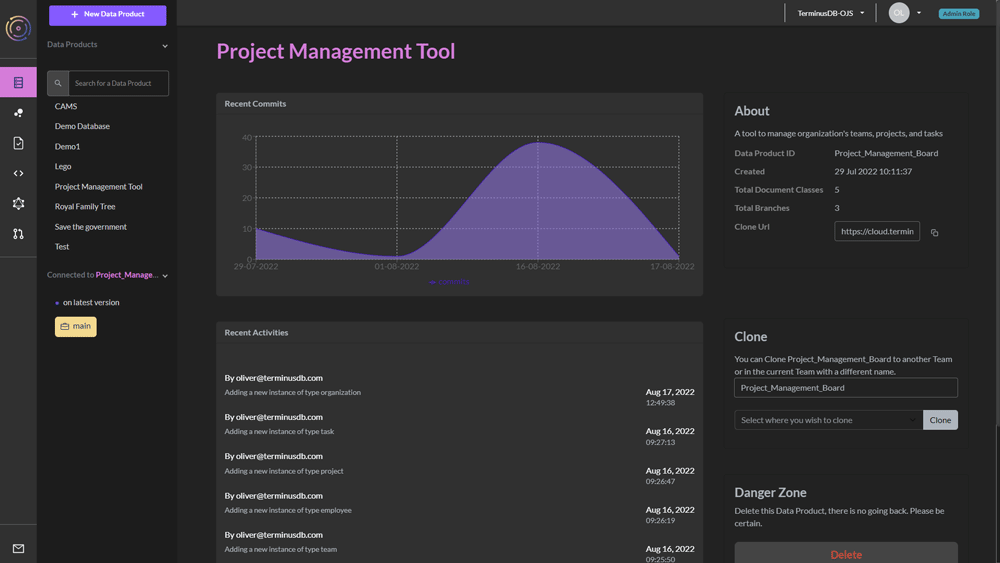 New Data Product
TerminusDB-OJS
OL
Admin Role
Data Products
Search for a Data Product
CAMS
Demo Database
Demo1
Lego
Project Management Tool
Royal Family Tree
Save the government
Test
Connected to Project_Manage...
on latest version
main
Project Management Tool
Recent Commits
40
30
20
10
0
29-07-2022 01-08-2022 16-08-2022 17-08-2022
commits
About
A tool to manage organization's teams, projects, and tasks
Data Product ID Project_Management_Board
Created 29 Jul 2022 10:11:37
Total Document Classes 5
Total Branches 3
Clone Url https://cloud.termin
Recent Activities
By oliver@terminusdb.com
Adding a new instance of type organization
Aug 17, 2022
12:49:38
By oliver@terminusdb.com
Adding a new instance of type task
Aug 16, 2022
09:27:13
By oliver@terminusdb.com
Adding a new instance of type project
Aug 16, 2022
09:26:47
By oliver@terminusdb.com
Adding a new instance of type employee
Aug 16, 2022
09:26:19
By oliver@terminusdb.com
Adding a new instance of type team
Aug 16, 2022
09:25:50
Clone
You can Clone Project_Management_Board to another Team
or in the current Team with a different name.
Project_Management_Board
Select where you wish to clone
Clone
Danger Zone
Delete this Data Product, there is no going back. Please be
certain.
Delete